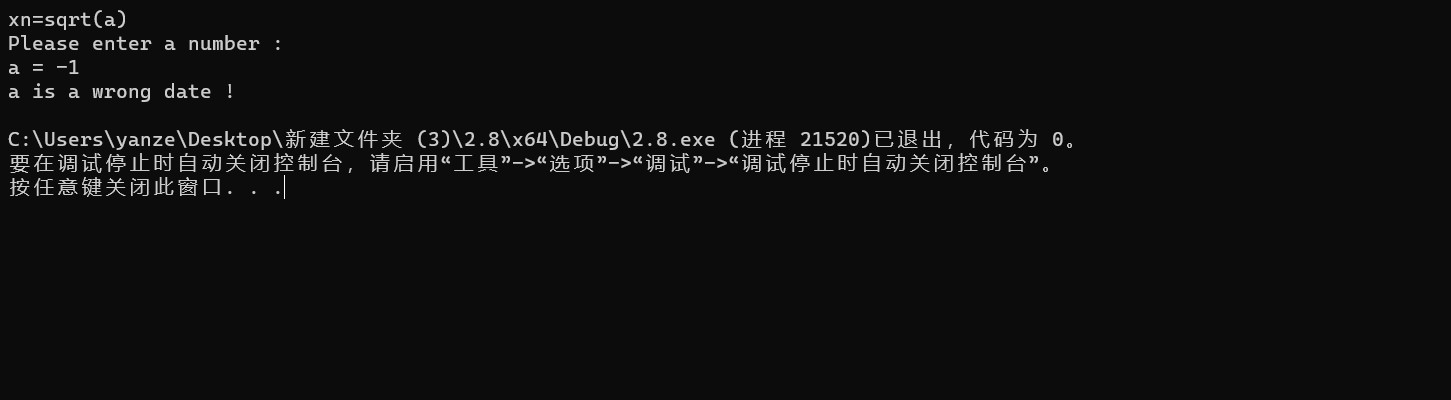 xn=sqrt(a)
Please enter a number :
a = -1
a is a wrong date !
C:\Users\yanze\Desktop\新建文件夹 (3)\2.8\x64\Debug\2.8.exe (进程 21520)已退出，代码为 0。
要在调试停止时自动关闭控制台，请启用“工具”->“选项”->“调试”->“调试停止时自动关闭控制台”。
按任意键关闭此窗口. . .